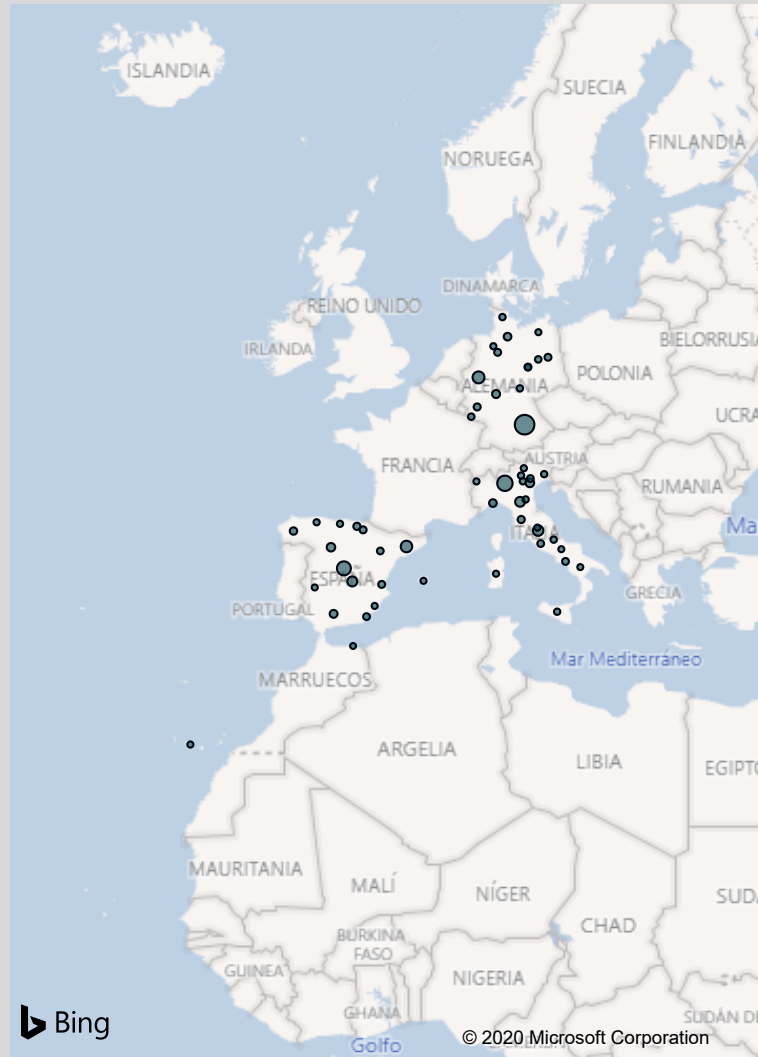 ISLANDIA
SUECIA
FINLANDIA
NORUEGA
DINAMARCA
REINO UNIDO
IRLANDA
BIELORRUSIA
ALEMANIA
POLONIA
UCRA
FRANCIA
AUSTRIA
RUMANIA
Ma
ITALIA
ESPAÑA
GRECIA
PORTUGAL
Mar Mediterráneo
MARRUECOS
ARGELIA
LIBIA
EGIPTO
MAURITANIA
MALÍ
NÍGER
SUD
CHAD
BURKINA
FASO
GUINEA
NIGERIA
GHANA
SUDÁN DE
Bing
© 2020 Microsoft Corporation
Golfo